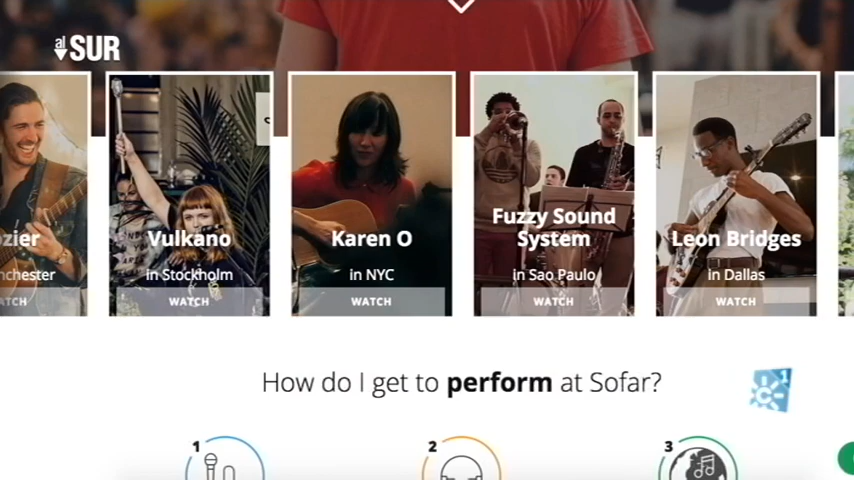 al SUR
ozier
nchester
ATCH
Vulkano
in Stockholm
WATCH
Karen O
in NYC
WATCH
Fuzzy Sound
System
in Sao Paulo
WATCH
Leon Bridges
in Dallas
WATCH
How do I get to perform at Sofar?
C 1
1
2
3